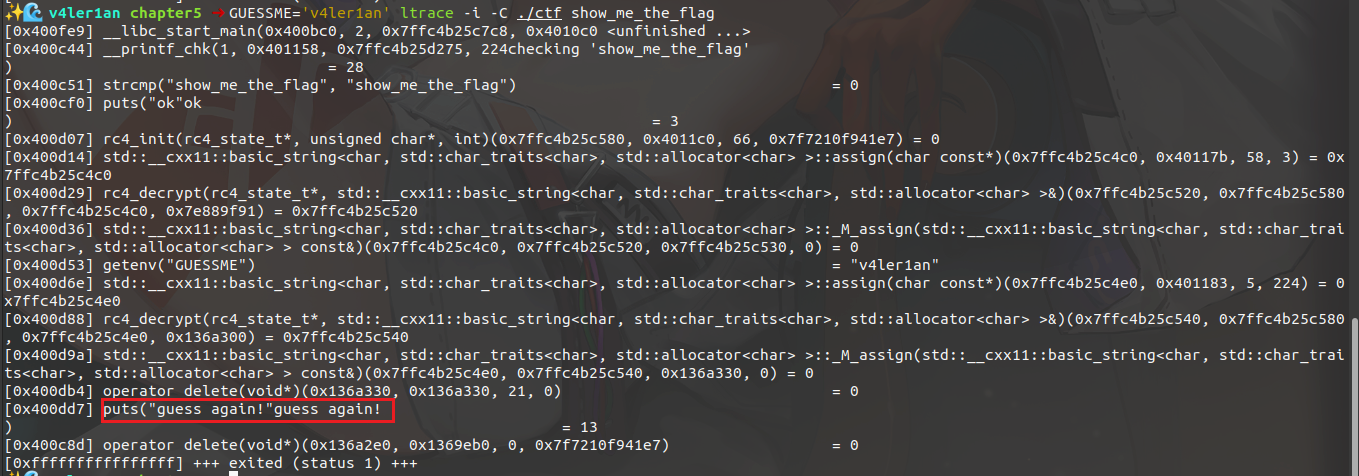 ✨🌊 v4ler1an chapter5 ➜ GUESSME='v4ler1an' ltrace -i -C ./ctf show_me_the_flag
[0x400fe9] __libc_start_main(0x400bc0, 2, 0x7ffc4b25c7c8, 0x4010c0 <unfinished ...>
[0x400c44] __printf_chk(1, 0x401158, 0x7ffc4b25d275, 224checking 'show_me_the_flag'
) = 28
[0x400c51] strcmp("show_me_the_flag", "show_me_the_flag") = 0
[0x400cf0] puts("ok"ok
) = 3
[0x400d07] rc4_init(rc4_state_t*, unsigned char*, int)(0x7ffc4b25c580, 0x4011c0, 66, 0x7f7210f941e7) = 0
[0x400d14] std::__cxx11::basic_string<char, std::char_traits<char>, std::allocator<char> >::assign(char const*)(0x7ffc4b25c4c0, 0x40117b, 58, 3) = 0x
7ffc4b25c4c0
[0x400d29] rc4_decrypt(rc4_state_t*, std::__cxx11::basic_string<char, std::char_traits<char>, std::allocator<char> >&)(0x7ffc4b25c520, 0x7ffc4b25c580
, 0x7ffc4b25c4c0, 0x7e889f91) = 0x7ffc4b25c520
[0x400d36] std::__cxx11::basic_string<char, std::char_traits<char>, std::allocator<char> >::_M_assign(std::__cxx11::basic_string<char, std::char_trai
ts<char>, std::allocator<char> > const&)(0x7ffc4b25c4c0, 0x7ffc4b25c520, 0x7ffc4b25c530, 0) = 0
[0x400d53] getenv("GUESSME") = "v4ler1an"
[0x400d6e] std::__cxx11::basic_string<char, std::char_traits<char>, std::allocator<char> >::assign(char const*)(0x7ffc4b25c4e0, 0x401183, 5, 224) = 0
x7ffc4b25c4e0
[0x400d88] rc4_decrypt(rc4_state_t*, std::__cxx11::basic_string<char, std::char_traits<char>, std::allocator<char> >&)(0x7ffc4b25c540, 0x7ffc4b25c580
, 0x7ffc4b25c4e0, 0x136a300) = 0x7ffc4b25c540
[0x400d9a] std::__cxx11::basic_string<char, std::char_traits<char>, std::allocator<char> >::_M_assign(std::__cxx11::basic_string<char, std::char_trai
ts<char>, std::allocator<char> > const&)(0x7ffc4b25c4e0, 0x7ffc4b25c540, 0x136a330, 0) = 0
[0x400db4] operator delete(void*)(0x136a330, 0x136a330, 21, 0) = 0
[0x400dd7] puts("guess again!"guess again!
) = 13
[0x400c8d] operator delete(void*)(0x136a2e0, 0x1369eb0, 0, 0x7f7210f941e7) = 0
[0xffffffffffffffff] +++ exited (status 1) +++